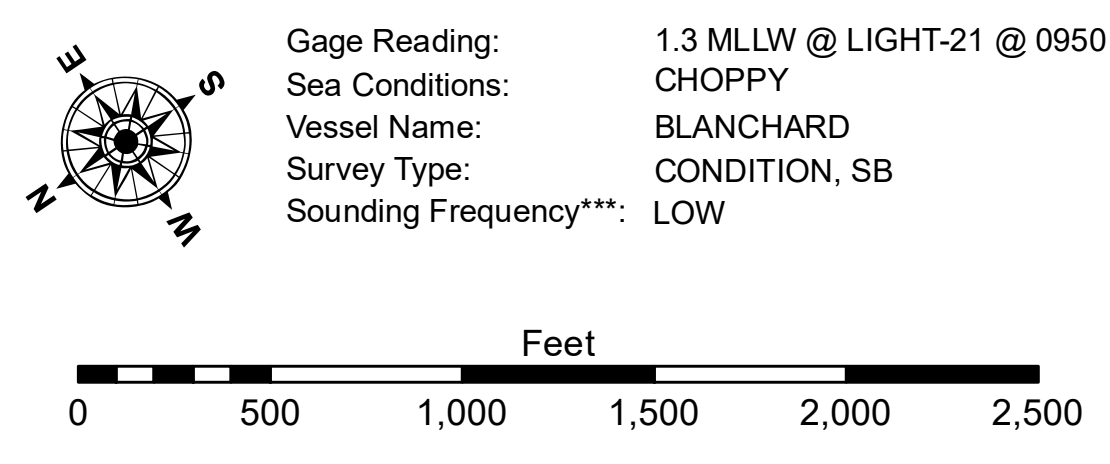 E
S
N
W
Gage Reading: 1.3 MLLW @ LIGHT-21 @ 0950
Sea Conditions: CHOPPY
Vessel Name: BLANCHARD
Survey Type: CONDITION, SB
Sounding Frequency***: LOW
Feet
0 500 1,000 1,500 2,000 2,500